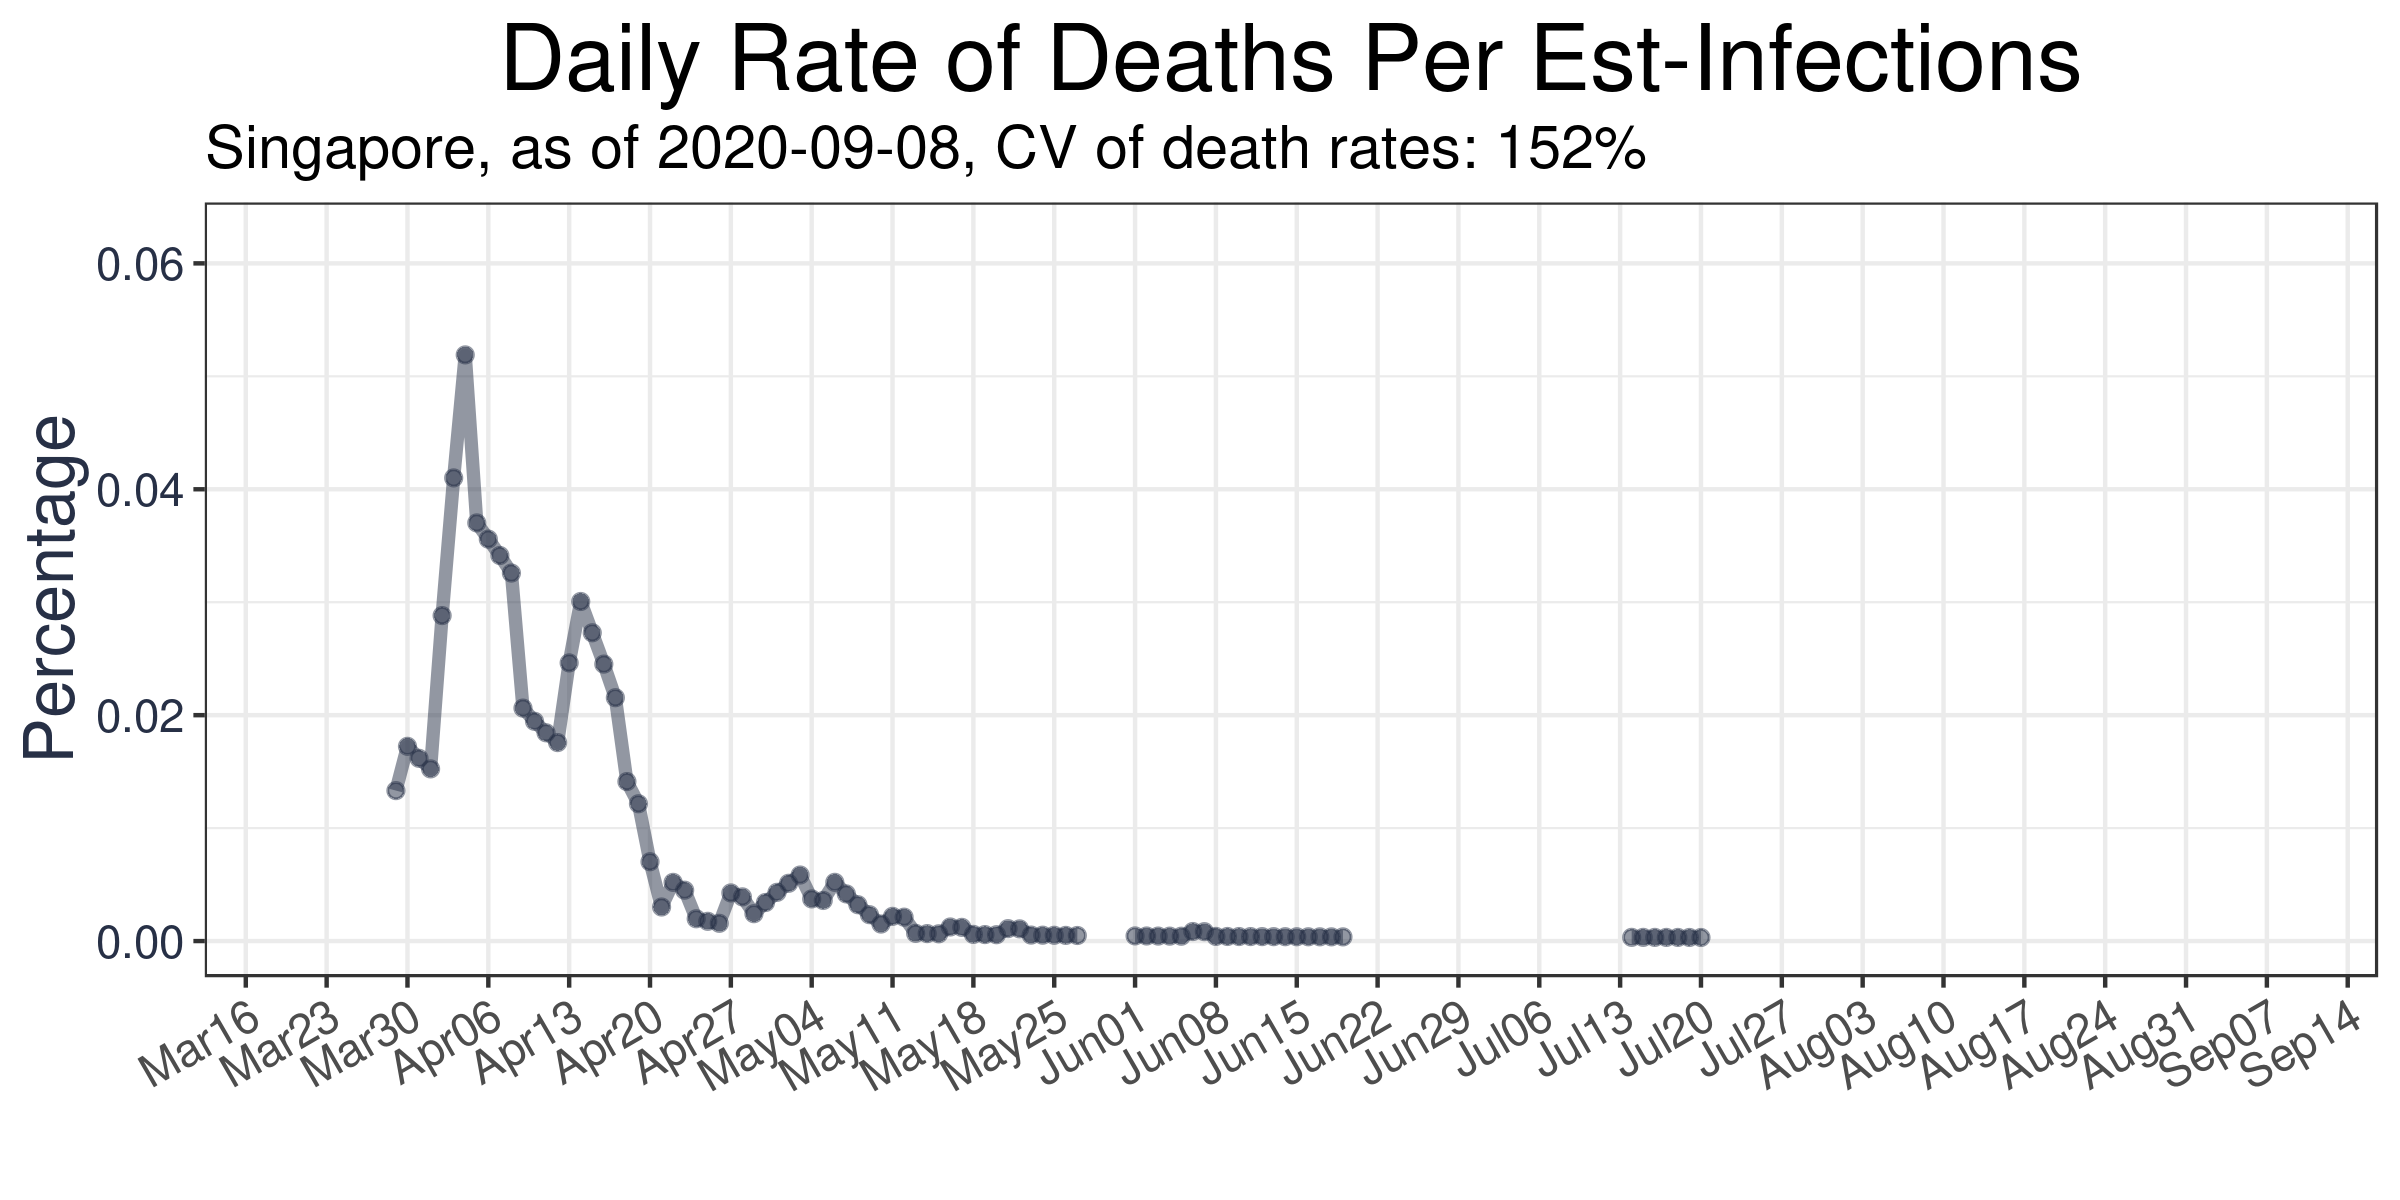 Daily Rate of Deaths Per Est-Infections
Singapore, as of 2020-09-08, CV of death rates: 152%
Percentage
0.06
0.04
0.02
0.00
Mar16
Mar23
Mar30
Apr06
Apr13
Apr20
Apr27
May04
May11
May18
May25
Jun01
Jun08
Jun15
Jun22
Jun29
Jul06
Jul13
Jul20
Jul27
Aug03
Aug10
Aug17
Aug24
Aug31
Sep07
Sep14